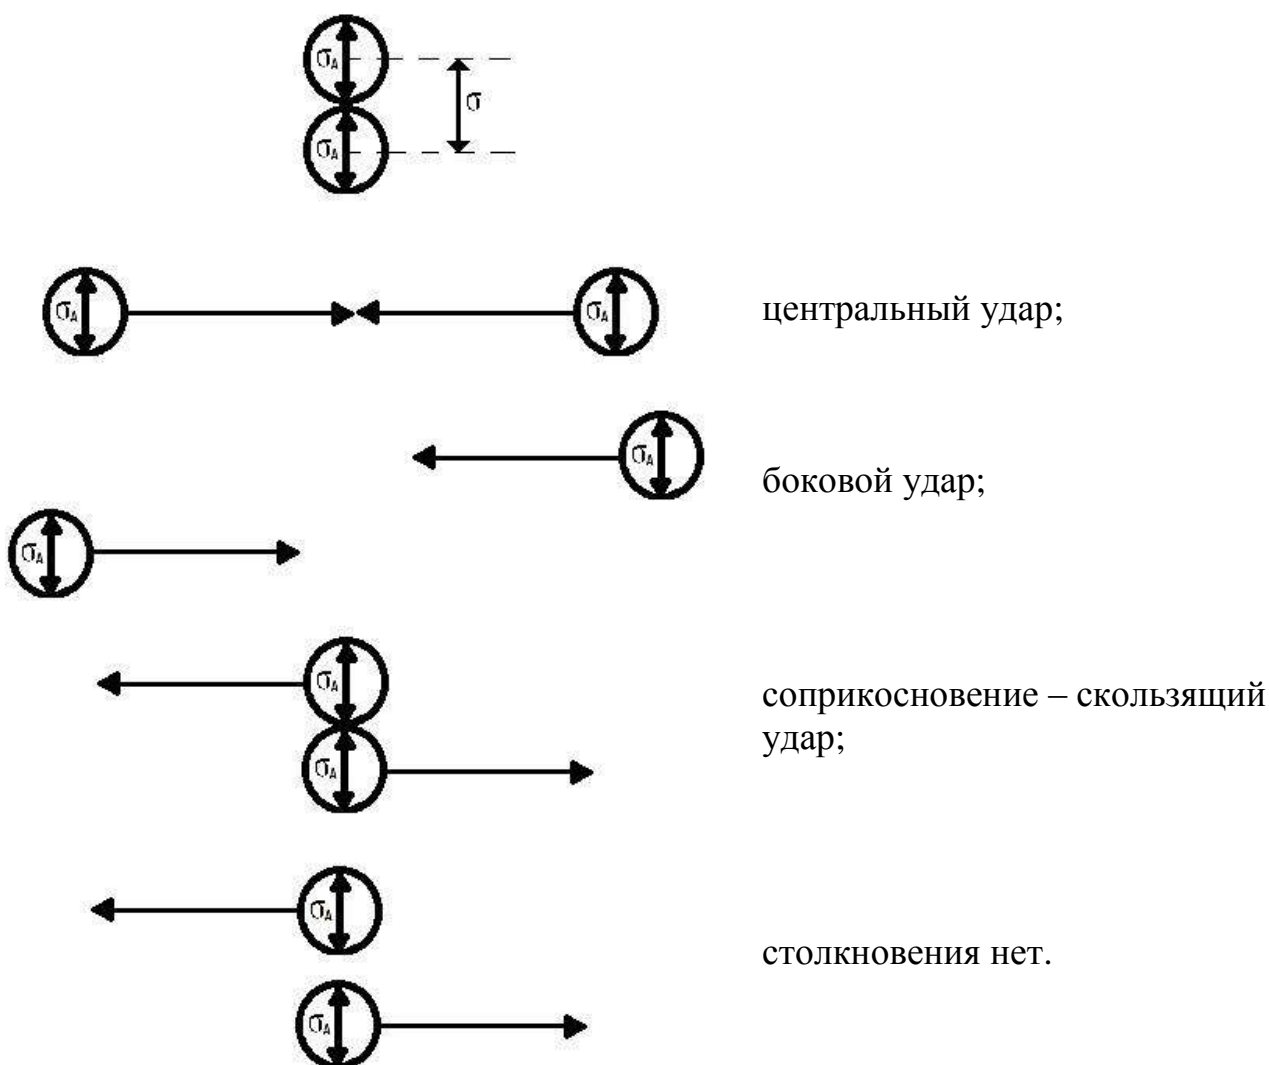 σA
σ
σA
σA
σA
центральный удар;
σA
боковой удар;
σA
σA
соприкосновение – скользящий
удар;
σA
σA
столкновения нет.
σA